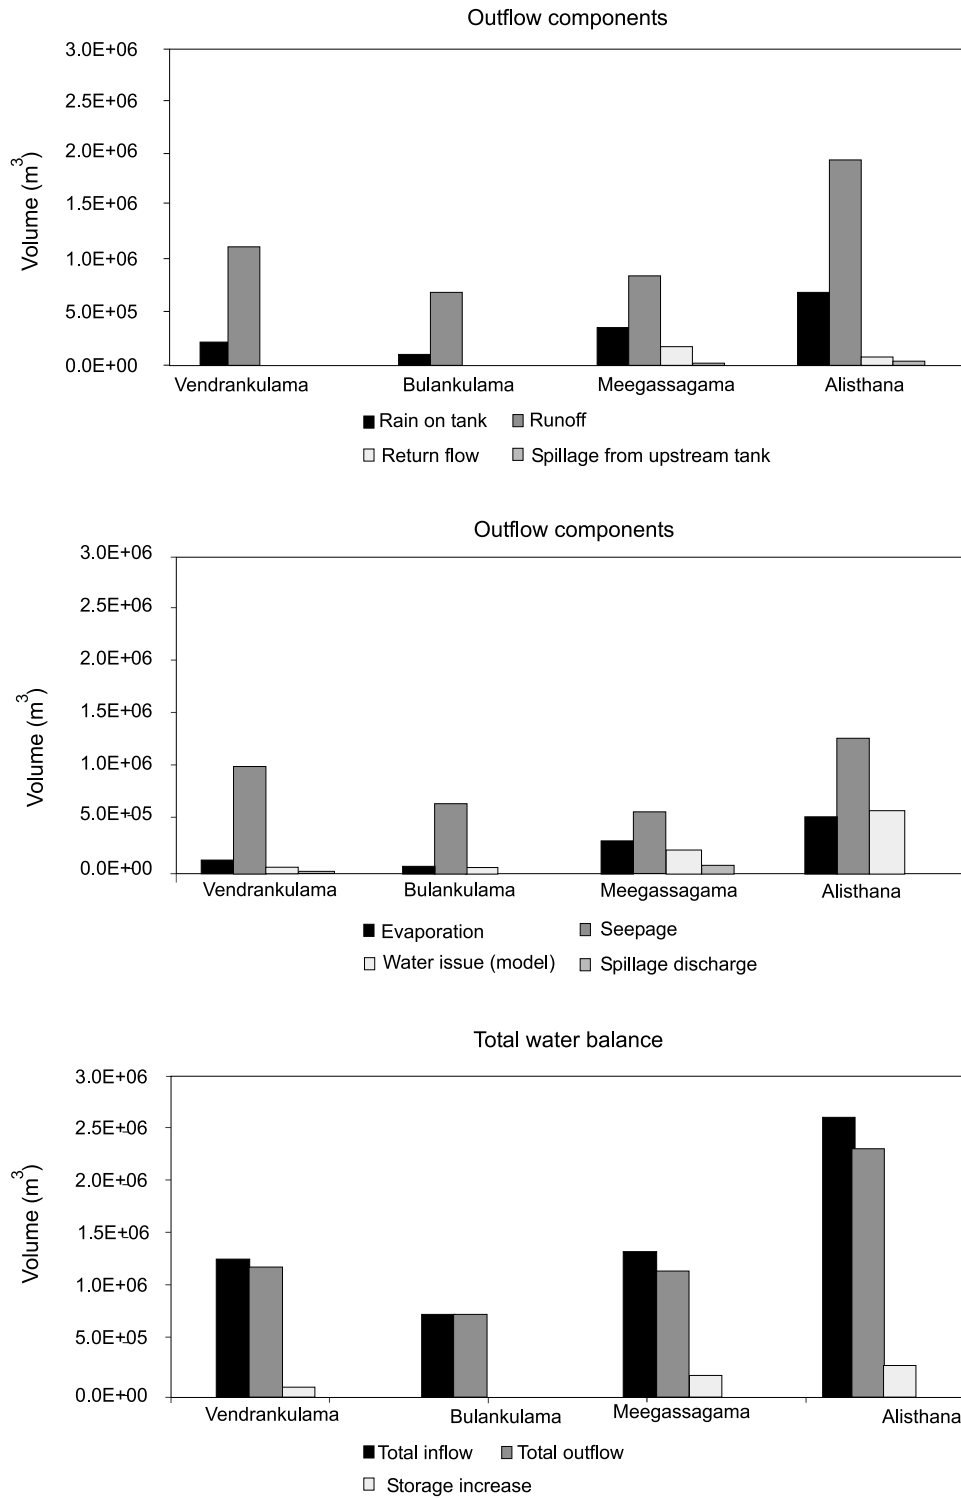 Outflow components
3.0E+06
2.5E+06
2.0E+06
1.5E+06
1.0E+06
5.0E+05
0.0E+00
Volume (m³)
Vendrankulama Bulankulama Meegassagama Alisthana
Rain on tank Runoff
Return flow Spillage from upstream tank
Outflow components
3.0E+06
2.5E+06
2.0E+06
1.5E+06
1.0E+06
5.0E+05
0.0E+00
Volume (m³)
Vendrankulama Bulankulama Meegassagama Alisthana
Evaporation Seepage
Water issue (model) Spillage discharge
Total water balance
3.0E+06
2.5E+06
2.0E+06
1.5E+06
1.0E+06
5.0E+05
0.0E+00
Volume (m³)
Vendrankulama Bulankulama Meegassagama Alisthana
Total inflow Total outflow
Storage increase